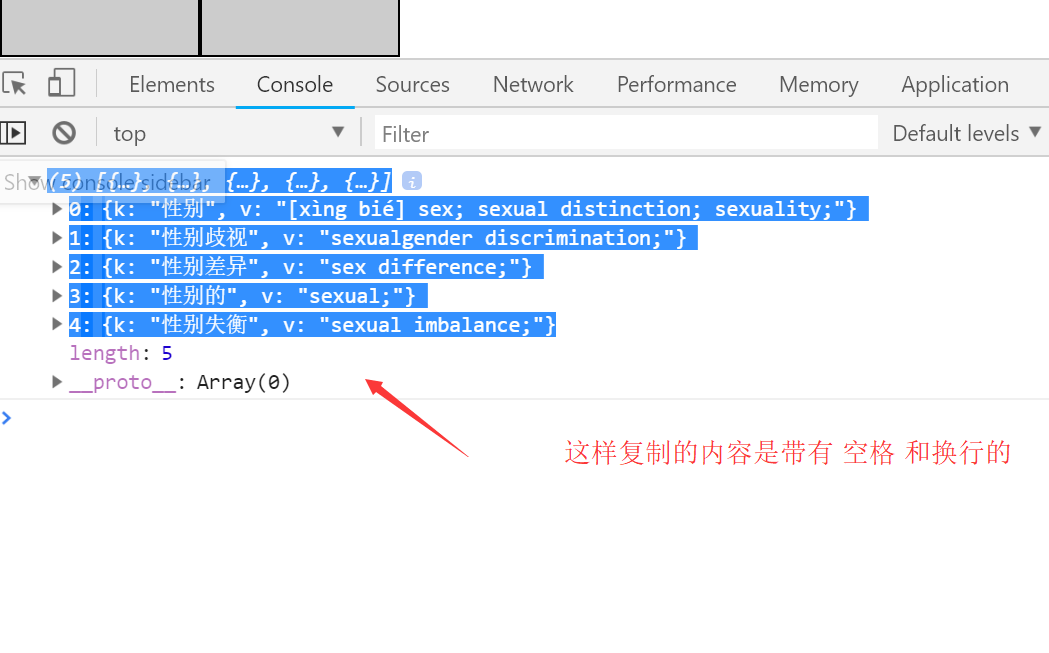 Elements Console Sources Network Performance Memory Application
top Filter Default levels
Show console sidebar
(5) [{…}, {…}, {…}, {…}, {…}]
0: {k: "性别", v: "[xìng bié] sex; sexual distinction; sexuality;"}
1: {k: "性别歧视", v: "sexualgender discrimination;"}
2: {k: "性别差异", v: "sex difference;"}
3: {k: "性别的", v: "sexual;"}
4: {k: "性别失衡", v: "sexual imbalance;"}
length: 5
__proto__: Array(0)
这样复制的内容是带有 空格 和换行的